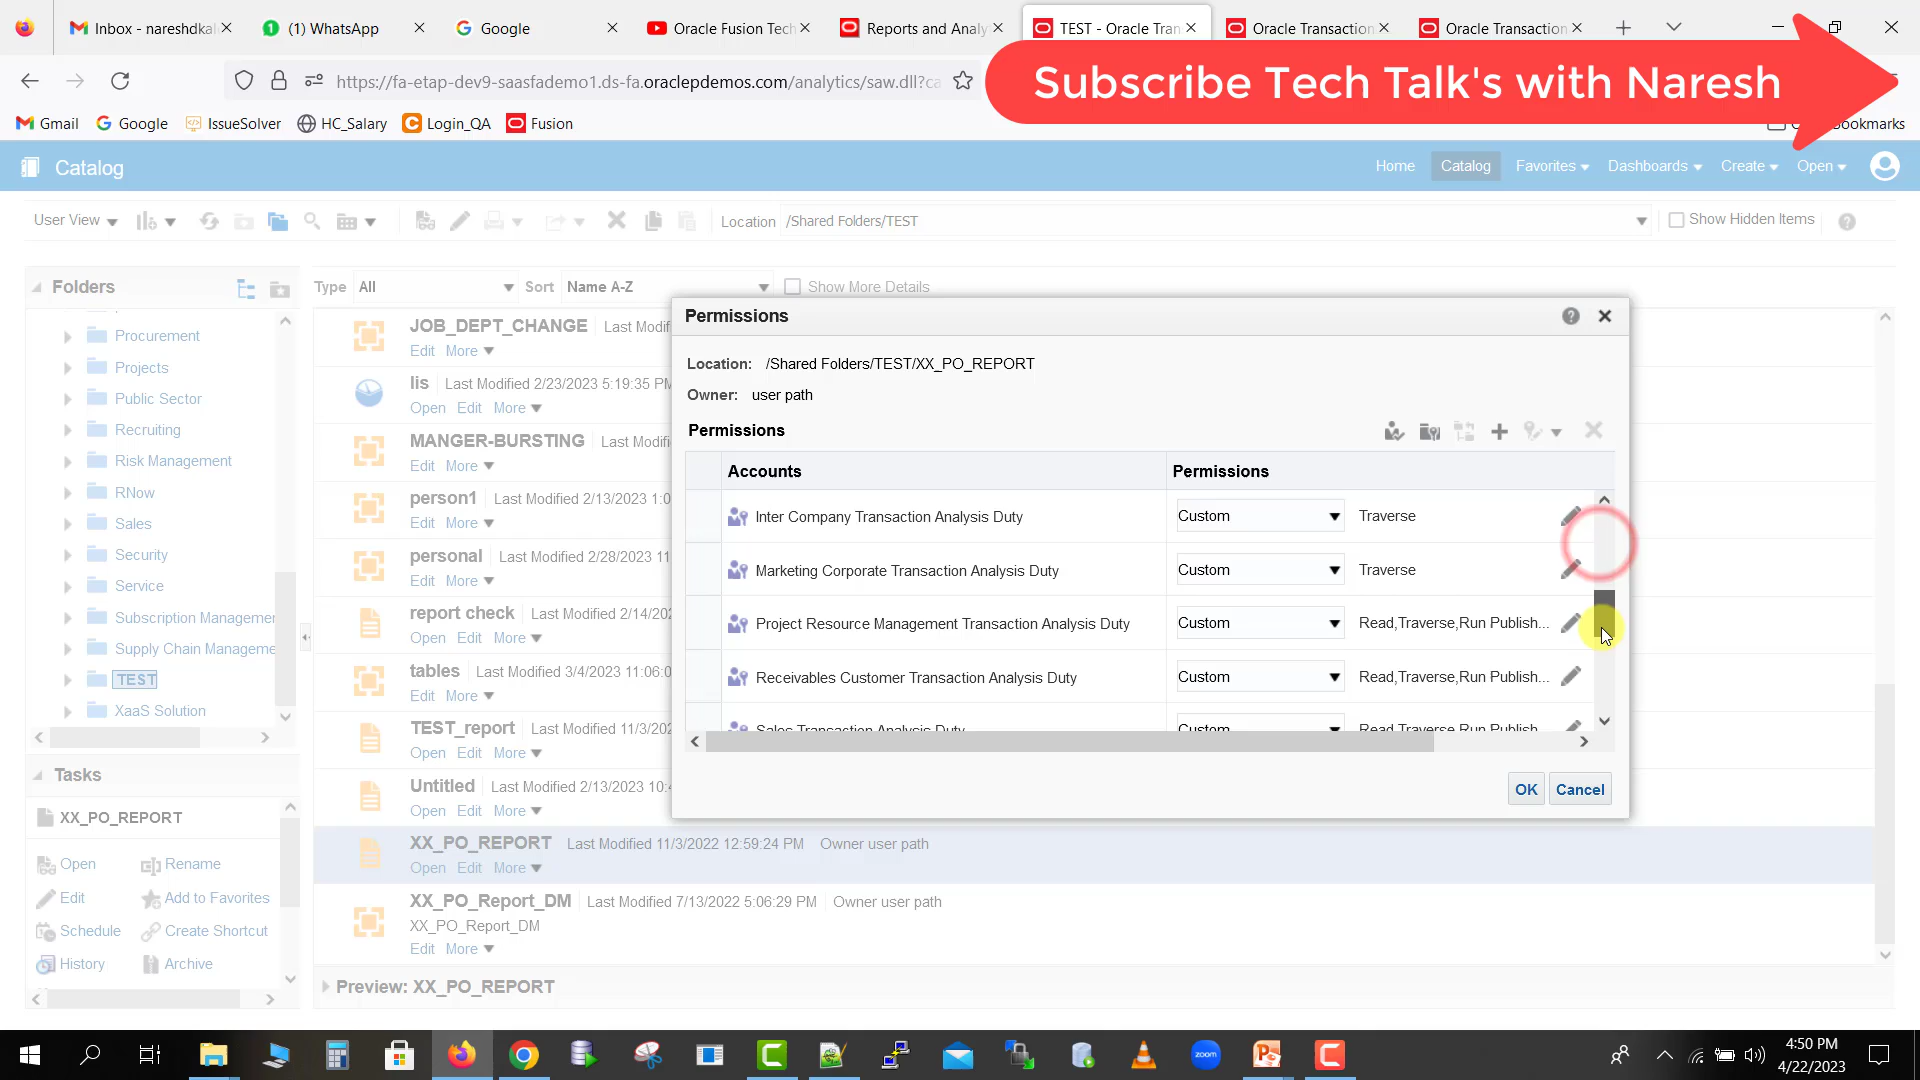 Inbox - nareshdkal
(1) WhatsApp
Google
Oracle Fusion Tech
Reports and Analy
TEST - Oracle Tran
Oracle Transaction
Oracle Transaction
https://fa-etap-dev9-saasfademo1.ds-fa.oraclepdemos.com/analytics/saw.dll?ca
Subscribe Tech Talk's with Naresh
Gmail
Google
IssueSolver
HC_Salary
Login_QA
Fusion
Bookmarks
Catalog
Home
Catalog
Favorites
Dashboards
Create
Open
User View
Location
/Shared Folders/TEST
Show Hidden Items
Folders
Type
All
Sort
Name A-Z
Show More Details
Procurement
Projects
Public Sector
Recruiting
Risk Management
RNow
Sales
Security
Service
Subscription Managemen
Supply Chain Manageme
TEST
XaaS Solution
Tasks
XX_PO_REPORT
Open
Rename
Edit
Add to Favorites
Schedule
Create Shortcut
History
Archive
JOB_DEPT_CHANGE Last Modif
Edit More
lis Last Modified 2/23/2023 5:19:35 PM
Open Edit More
MANGER-BURSTING Last Modif
Edit More
person1 Last Modified 2/13/2023 1:0
Edit More
personal Last Modified 2/28/2023 11
Edit More
report check Last Modified 2/14/202
Open Edit More
tables Last Modified 3/4/2023 11:06:0
Edit More
TEST_report Last Modified 11/3/202
Open Edit More
Untitled Last Modified 2/13/2023 10:4
Open Edit More
XX_PO_REPORT Last Modified 11/3/2022 12:59:24 PM Owner user path
Open Edit More
XX_PO_Report_DM Last Modified 7/13/2022 5:06:29 PM Owner user path
XX_PO_Report_DM
Edit More
Preview: XX_PO_REPORT
Permissions
Location: /Shared Folders/TEST/XX_PO_REPORT
Owner: user path
Permissions
Accounts
Permissions
Inter Company Transaction Analysis Duty Custom Traverse
Marketing Corporate Transaction Analysis Duty Custom Traverse
Project Resource Management Transaction Analysis Duty Custom Read,Traverse,Run Publish...
Receivables Customer Transaction Analysis Duty Custom Read,Traverse,Run Publish...
Sales Transaction Analysis Duty Custom Read,Traverse,Run Publish...
OK
Cancel
zoom
4:50 PM
4/22/2023